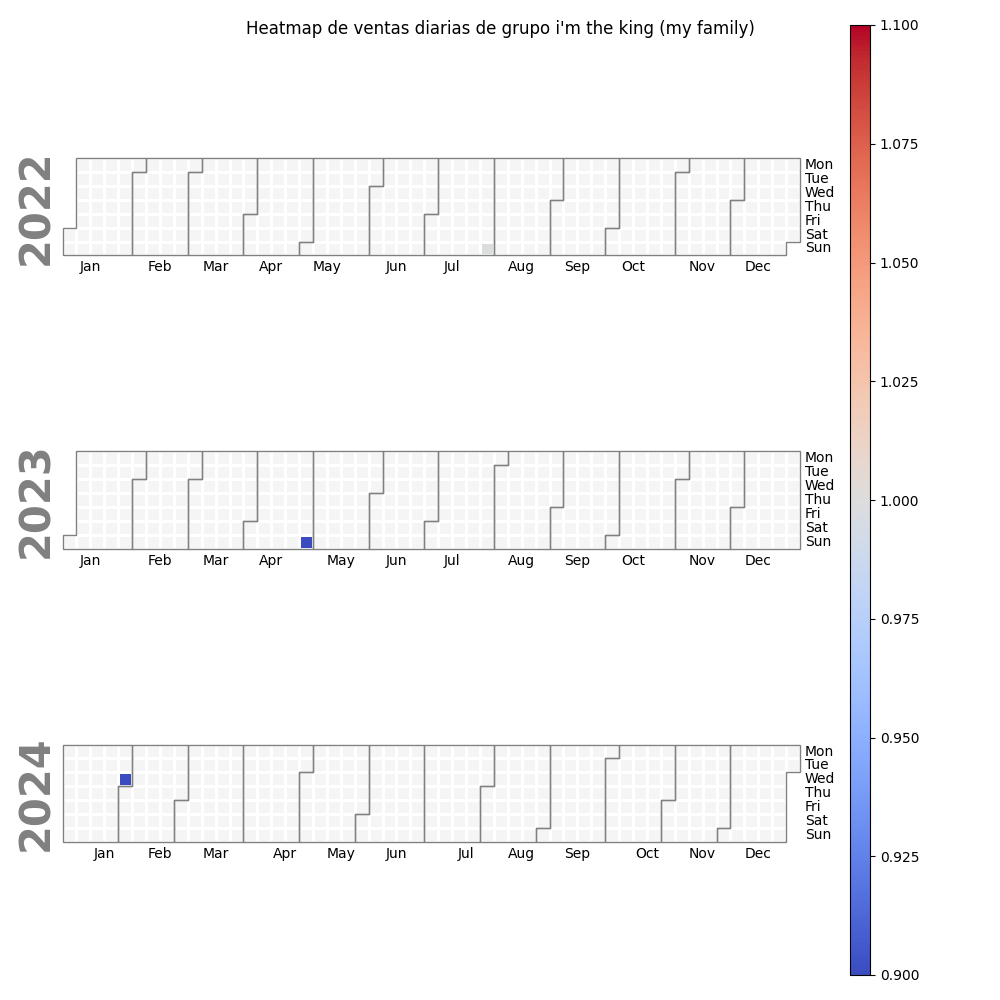 Heatmap de ventas diarias de grupo i'm the king (my family)
2022
Mon
Tue
Wed
Thu
Fri
Sat
Sun
Jan Feb Mar Apr May Jun Jul Aug Sep Oct Nov Dec
2023
Mon
Tue
Wed
Thu
Fri
Sat
Sun
Jan Feb Mar Apr May Jun Jul Aug Sep Oct Nov Dec
2024
Mon
Tue
Wed
Thu
Fri
Sat
Sun
Jan Feb Mar Apr May Jun Jul Aug Sep Oct Nov Dec
1.100
1.075
1.050
1.025
1.000
0.975
0.950
0.925
0.900